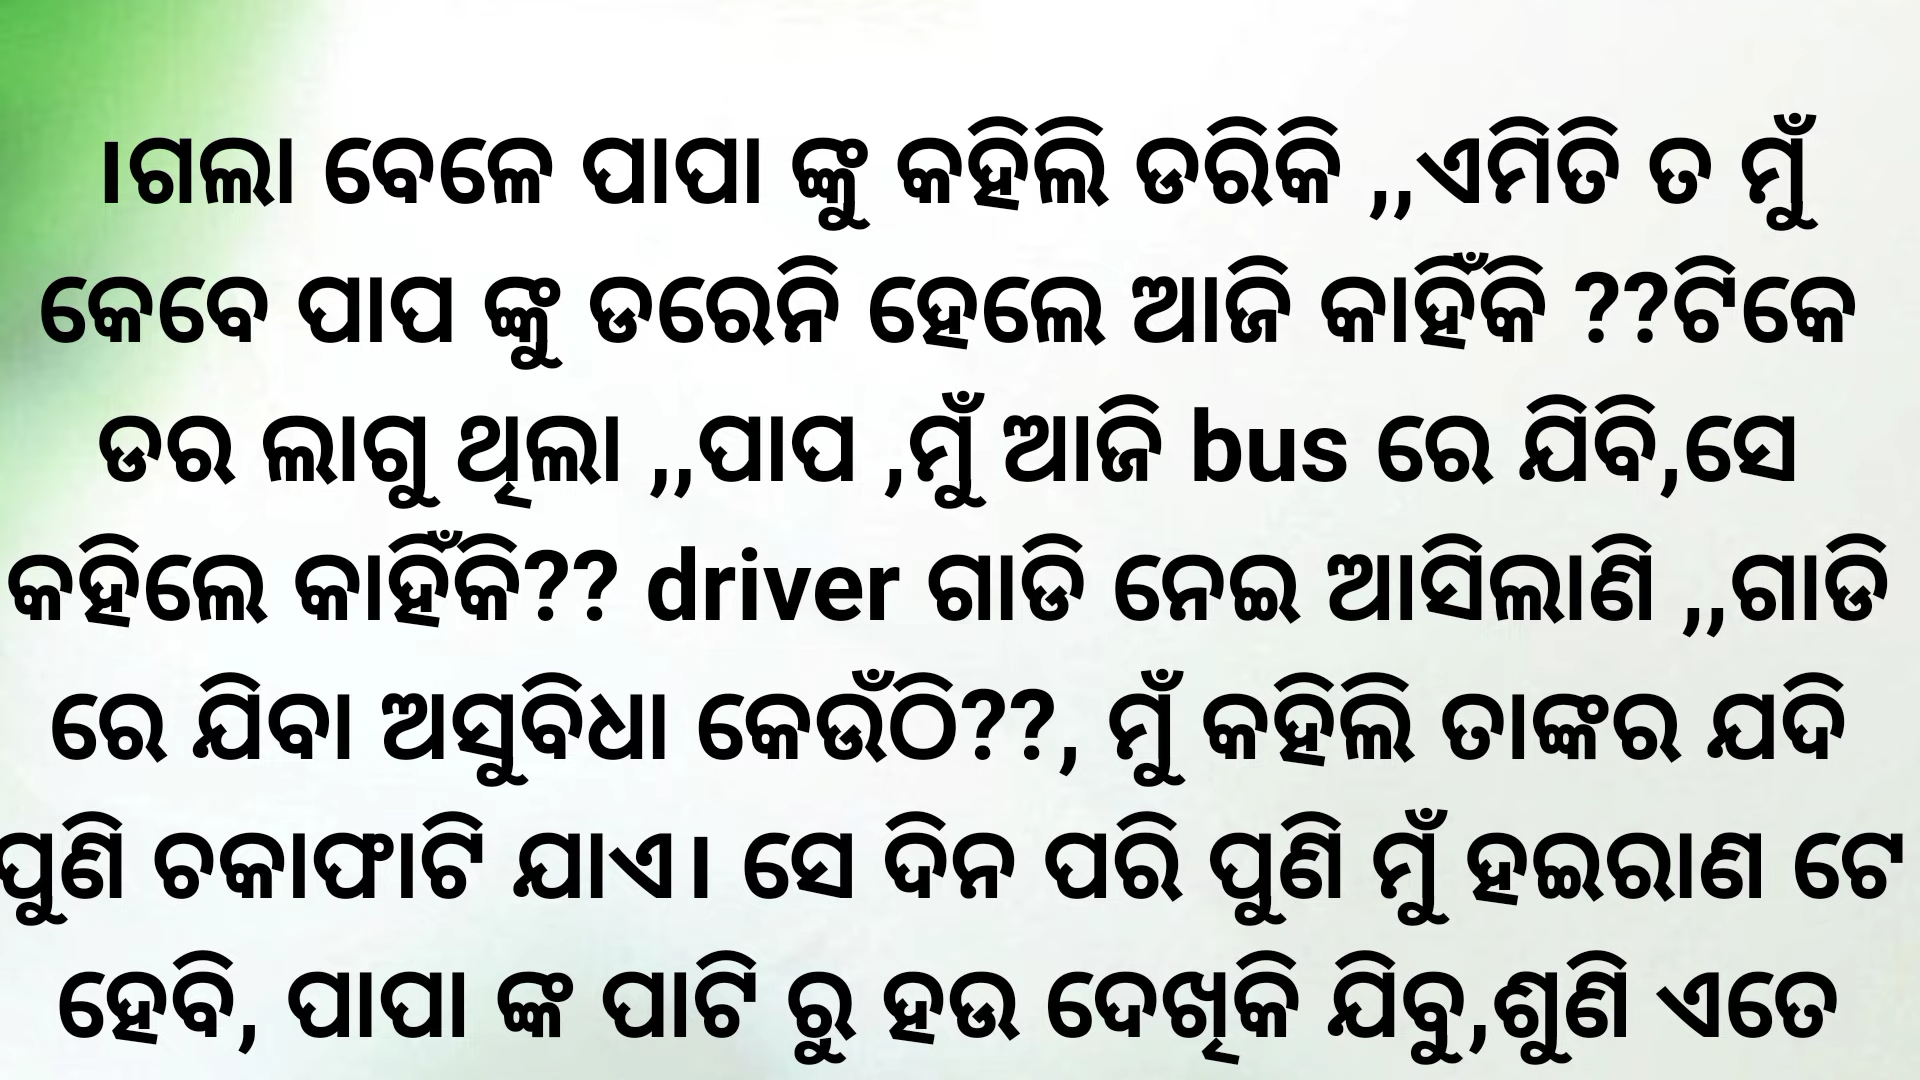 ।ଗଲା ବେଳେ ପାପା ଙ୍କୁ କହିଲି ଡରିକି ,,ଏମିତି ତ ମୁଁ
କେବେ ପାପ ଙ୍କୁ ଡରେନି ହେଲେ ଆଜି କାହିଁକି ??ଟିକେ
ଡର ଲାଗୁ ଥିଲା ,,ପାପ ,ମୁଁ ଆଜି bus ରେ ଯିବି,ସେ
କହିଲେ କାହିଁକି?? driver ଗାଡି ନେଇ ଆସିଲାଣି ,,ଗାଡି
ରେ ଯିବା ଅସୁବିଧା କେଉଁଠି??, ମୁଁ କହିଲି ତାଙ୍କର ଯଦି
ପୁଣି ଚକାଫାଟି ଯାଏ। ସେ ଦିନ ପରି ପୁଣି ମୁଁ ହଇରାଣ ଟେ
ହେବି, ପାପା ଙ୍କ ପାଟି ରୁ ହଉ ଦେଖିକି ଯିବୁ,ଶୁଣି ଏତେ